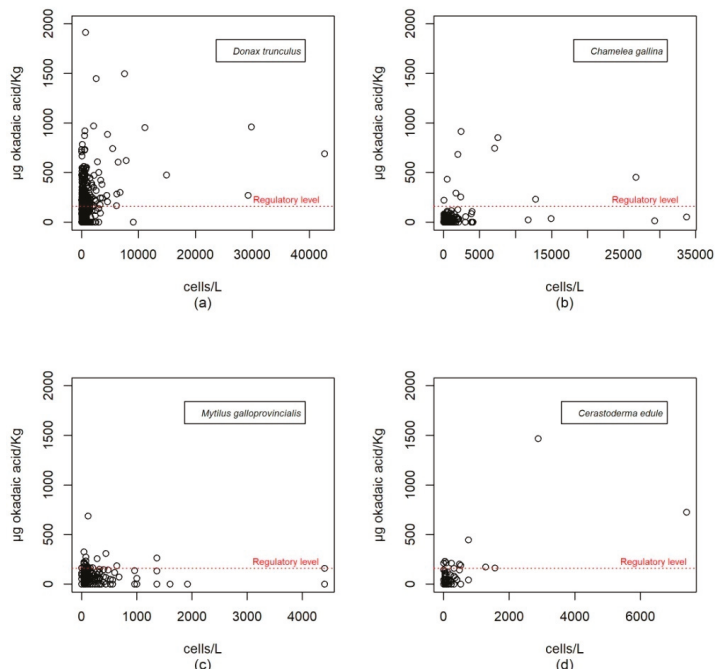 2000
1500
1000
500
0
µg okadaic acid/Kg
Donax trunculus
Regulatory level
0 10000 20000 30000 40000
cells/L
(a)
2000
1500
1000
500
0
µg okadaic acid/Kg
Chamelea gallina
Regulatory level
0 5000 15000 25000 35000
cells/L
(b)
2000
1500
1000
500
0
µg okadaic acid/Kg
Mytilus galloprovincialis
Regulatory level
0 1000 2000 3000 4000
cells/L
(c)
2000
1500
1000
500
0
µg okadaic acid/Kg
Cerastoderma edule
Regulatory level
0 2000 4000 6000
cells/L
(d)